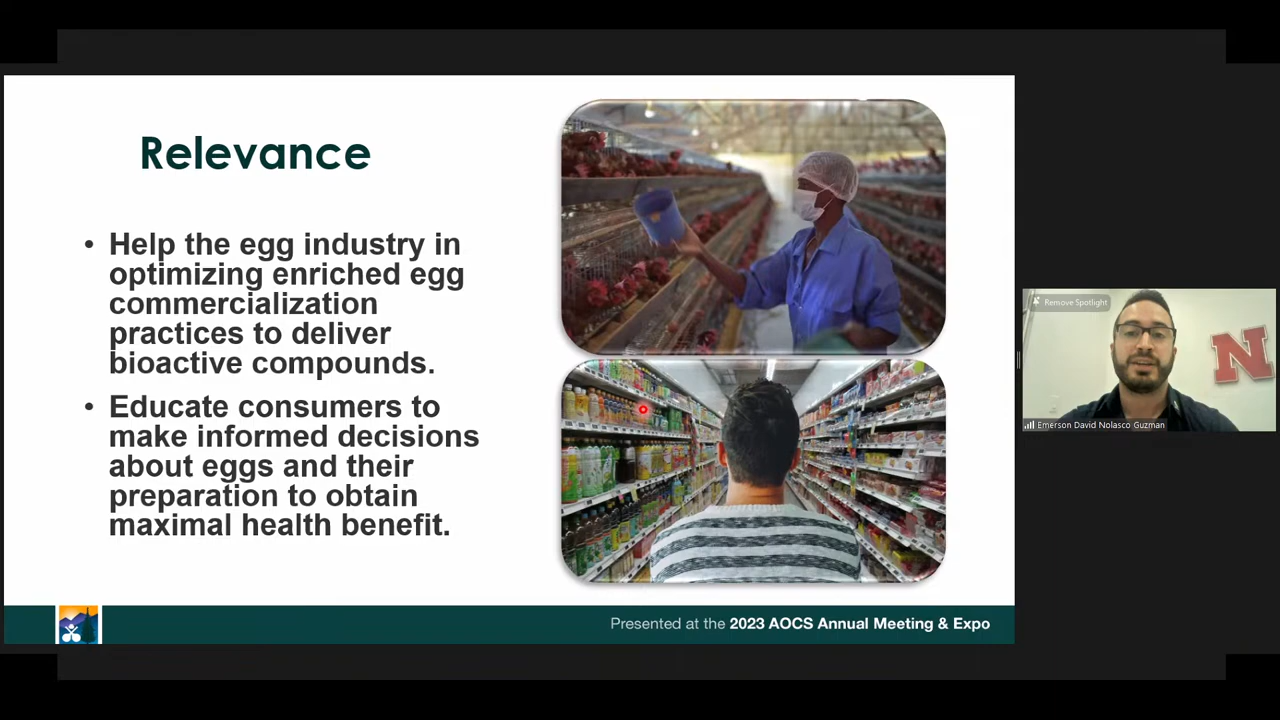 Relevance
• Help the egg industry in
optimizing enriched egg
commercialization
practices to deliver
bioactive compounds.
• Educate consumers to
make informed decisions
about eggs and their
preparation to obtain
maximal health benefit.
Presented at the 2023 AOCS Annual Meeting & Expo
Remove Spotlight
N
Emerson David Nolasco Guzman